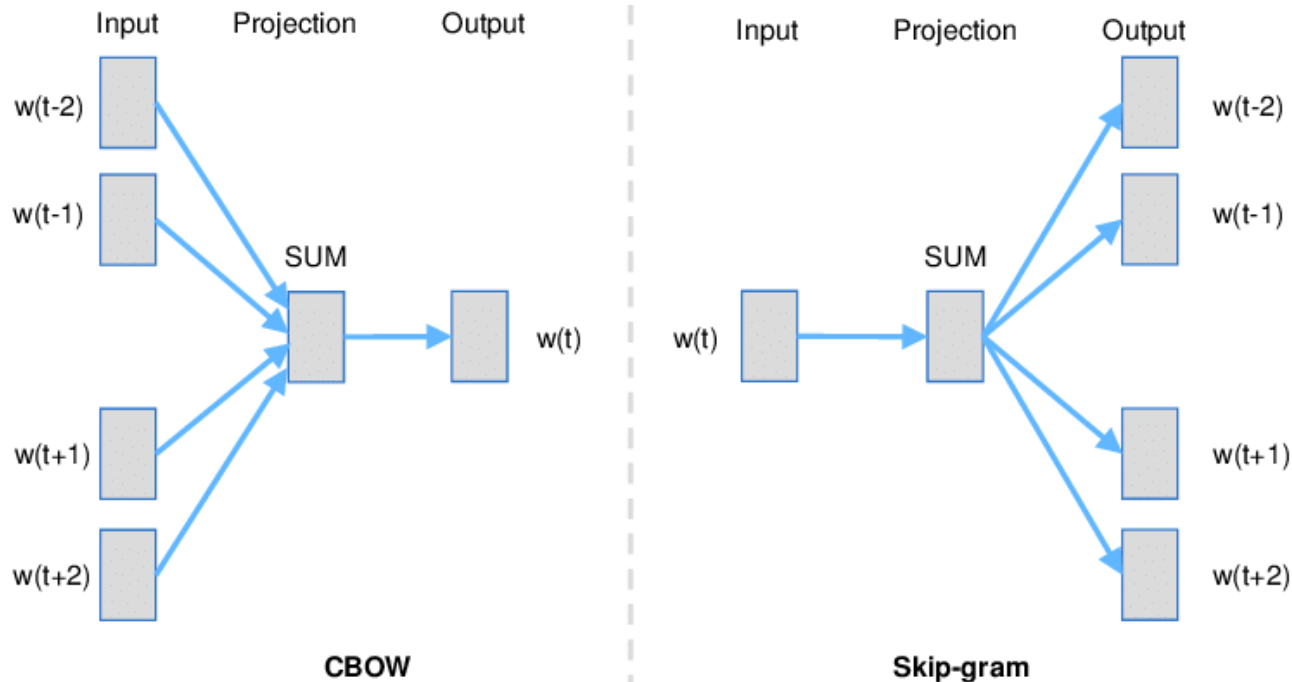 Input Projection Output
w(t-2)
w(t-1)
SUM
w(t)
w(t+1)
w(t+2)
CBOW
Input Projection Output
w(t-2)
w(t-1)
SUM
w(t)
w(t+1)
w(t+2)
Skip-gram